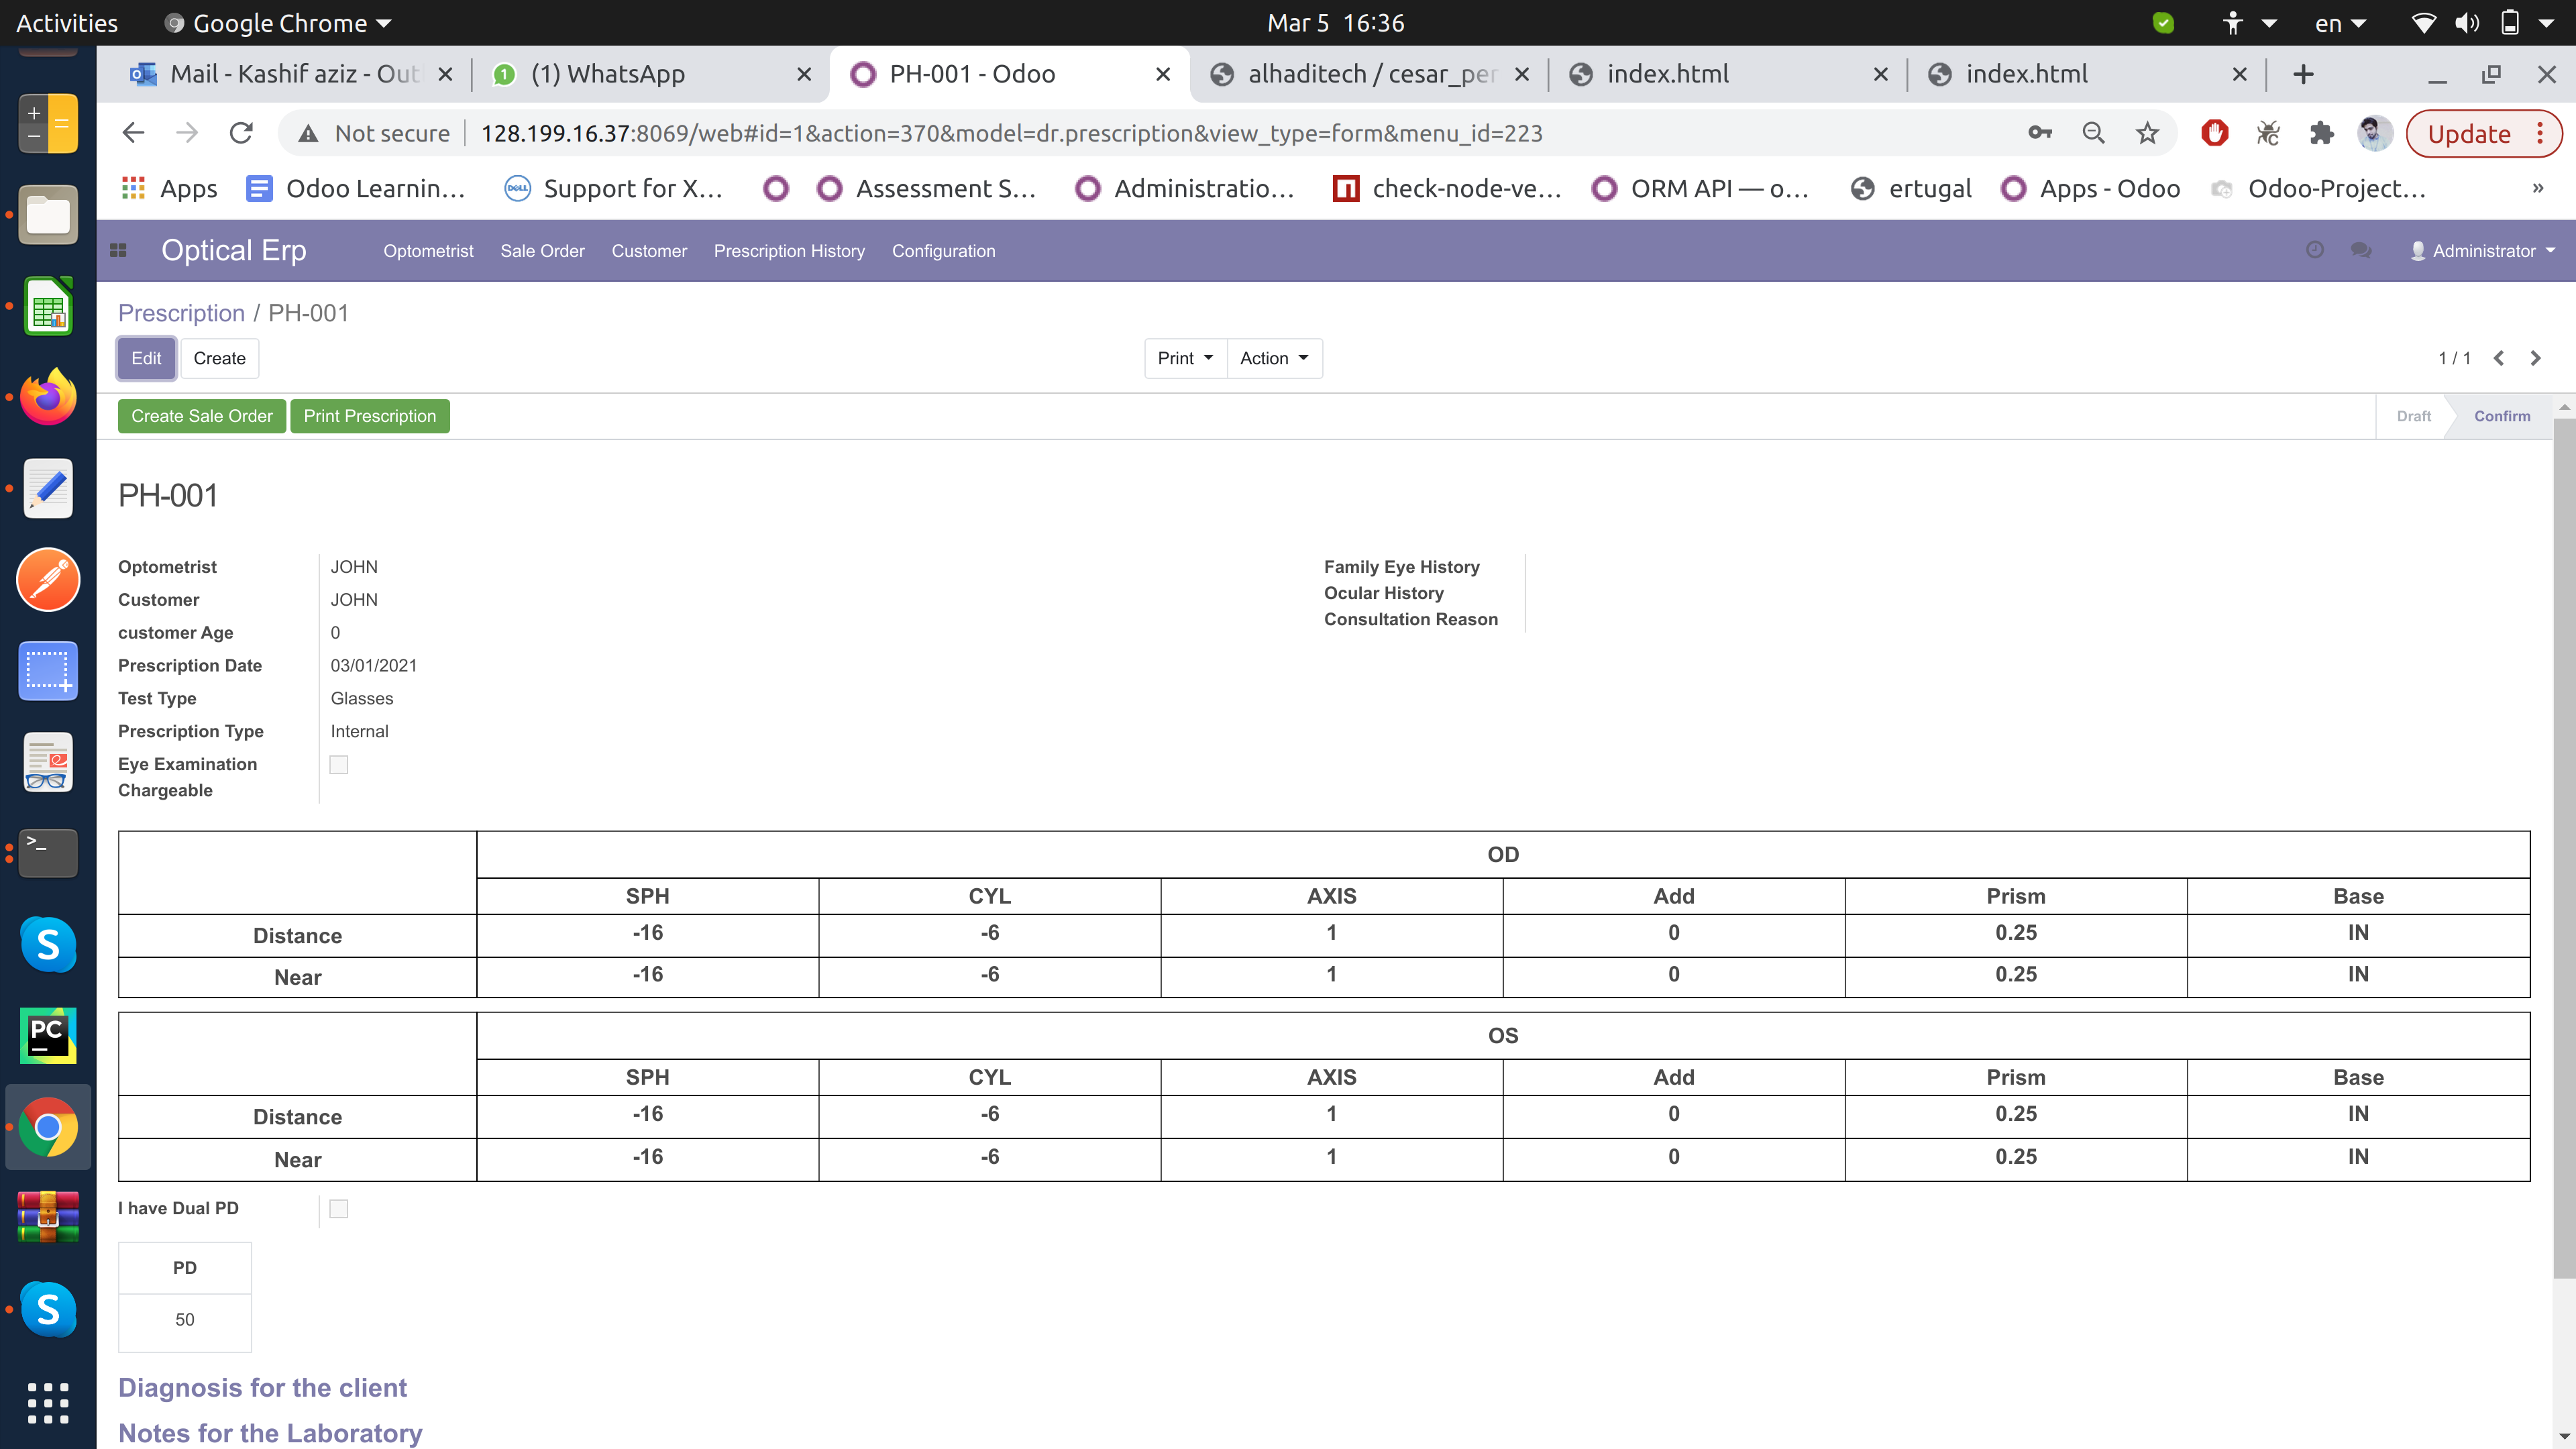 Activities Google Chrome Mar 5 16:36 en
Mail - Kashif aziz - Out (1) WhatsApp PH-001 - Odoo alhaditech / cesar_per index.html index.html
Not secure 128.199.16.37:8069/web#id=1&action=370&model=dr.prescription&view_type=form&menu_id=223 Update
Apps Odoo Learnin... Support for X... Assessment S... Administratio... check-node-ve... ORM API — o... ertugal Apps - Odoo Odoo-Project... »
Optical Erp Optometrist Sale Order Customer Prescription History Configuration Administrator
Prescription / PH-001
Edit Create Print Action 1 / 1
Create Sale Order Print Prescription Draft Confirm
PH-001
Optometrist JOHN
Customer JOHN
customer Age 0
Prescription Date 03/01/2021
Test Type Glasses
Prescription Type Internal
Eye Examination
Chargeable
Family Eye History
Ocular History
Consultation Reason
OD
SPH CYL AXIS Add Prism Base
Distance -16 -6 1 0 0.25 IN
Near -16 -6 1 0 0.25 IN
OS
SPH CYL AXIS Add Prism Base
Distance -16 -6 1 0 0.25 IN
Near -16 -6 1 0 0.25 IN
I have Dual PD
PD
50
Diagnosis for the client
Notes for the Laboratory